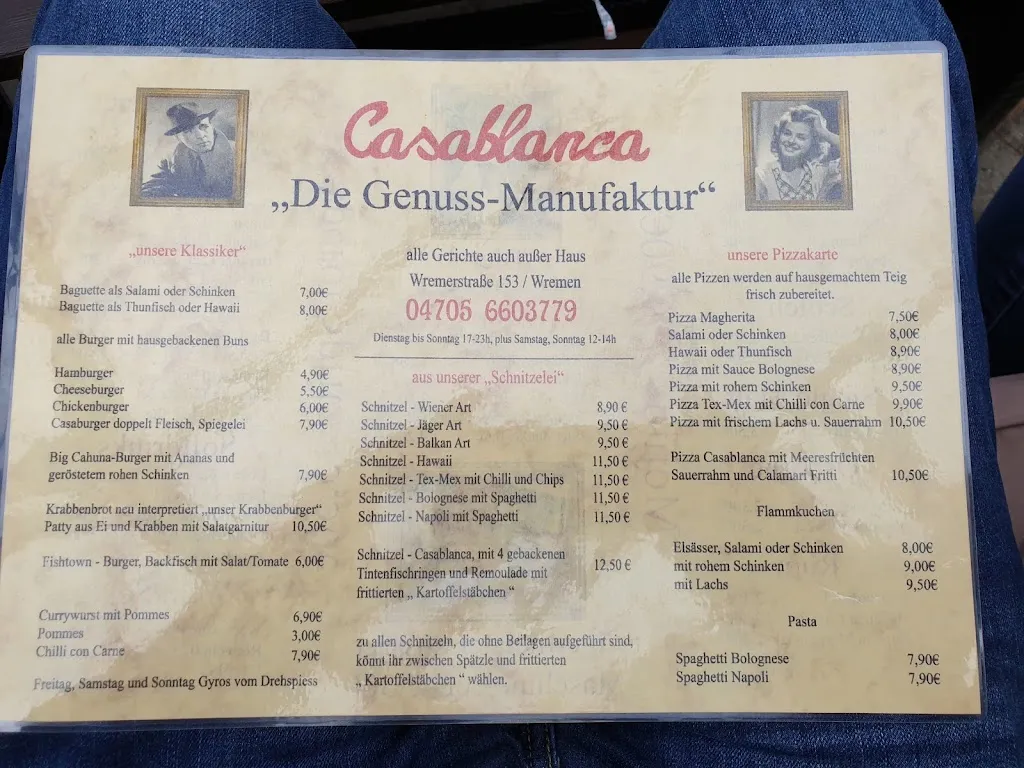 Casablanca
„Die Genuss-Manufaktur“
„unsere Klassiker“
Baguette als Salami oder Schinken 7,00€
Baguette als Thunfisch oder Hawaii 8,00€
alle Burger mit hausgebackenen Buns
Hamburger 4,90€
Cheeseburger 5,50€
Chickenburger 6,00€
Casaburger doppelt Fleisch, Spiegelei 7,90€
Big Cahuna-Burger mit Ananas und
geröstetem rohen Schinken 7,90€
Krabbenbrot neu interpretiert „unser Krabbenburger“
Patty aus Ei und Krabben mit Salatgarnitur 10,50€
Fishtown - Burger, Backfisch mit Salat/Tomate 6,00€
Currywurst mit Pommes 6,90€
Pommes 3,00€
Chilli con Carne 7,90€
Freitag, Samstag und Sonntag Gyros vom Drehspiess
alle Gerichte auch außer Haus
Wremerstraße 153 / Wremen
04705 6603779
Dienstag bis Sonntag 17-23h, plus Samstag, Sonntag 12-14h
aus unserer „Schnitzelei“
Schnitzel - Wiener Art 8,90 €
Schnitzel - Jäger Art 9,50 €
Schnitzel - Balkan Art 9,50 €
Schnitzel - Hawaii 11,50 €
Schnitzel - Tex-Mex mit Chilli und Chips 11,50 €
Schnitzel - Bolognese mit Spaghetti 11,50 €
Schnitzel - Napoli mit Spaghetti 11,50 €
Schnitzel - Casablanca, mit 4 gebackenen
Tintenfischringen und Remoulade mit 12,50 €
frittierten „ Kartoffelstäbchen “
zu allen Schnitzeln, die ohne Beilagen aufgeführt sind,
könnt ihr zwischen Spätzle und frittierten
„ Kartoffelstäbchen “ wählen.
unsere Pizzakarte
alle Pizzen werden auf hausgemachtem Teig
frisch zubereitet.
Pizza Magherita 7,50€
Salami oder Schinken 8,00€
Hawaii oder Thunfisch 8,90€
Pizza mit Sauce Bolognese 8,90€
Pizza mit rohem Schinken 9,50€
Pizza Tex-Mex mit Chilli con Carne 9,90€
Pizza mit frischem Lachs u. Sauerrahm 10,50€
Pizza Casablanca mit Meeresfrüchten
Sauerrahm und Calamari Fritti 10,50€
Flammkuchen
Elsässer, Salami oder Schinken 8,00€
mit rohem Schinken 9,00€
mit Lachs 9,50€
Pasta
Spaghetti Bolognese 7,90€
Spaghetti Napoli 7,90€